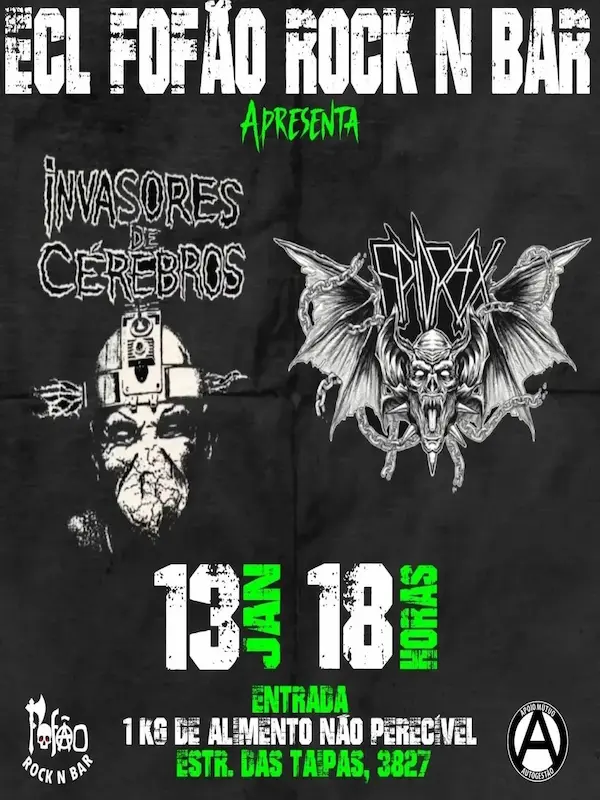 ECL FOFÃO ROCK N BAR
APRESENTA
INVASORES
DE
CÉREBROS
13 JAN 18 HORAS
ENTRADA
1 KG DE ALIMENTO NÃO PERECÍVEL
ESTR. DAS TAIPAS, 3827
Fofão
ROCK N BAR
APOIO MUTUO
A
AUTOGESTÃO